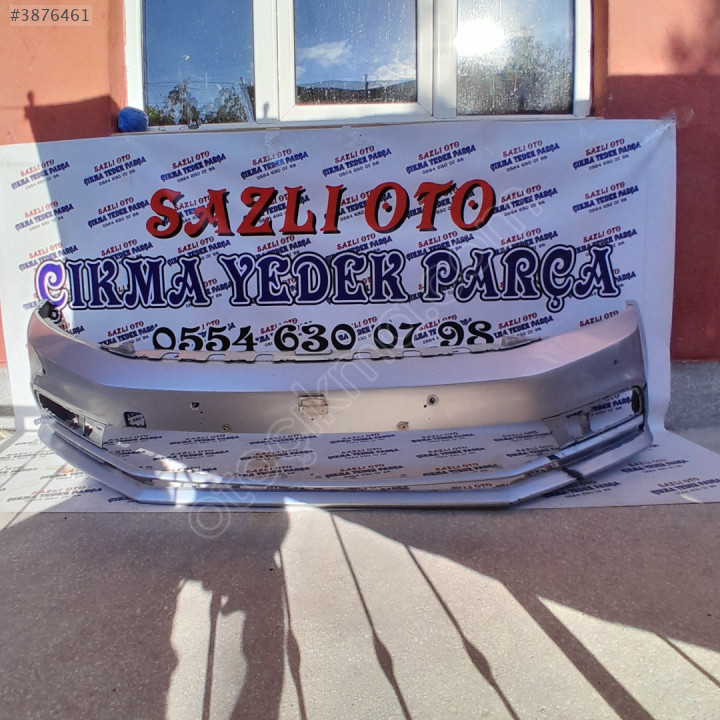 #3876461
SAZLI OTO
ÇIKMA YEDEK PARÇA
0554 630 07 98